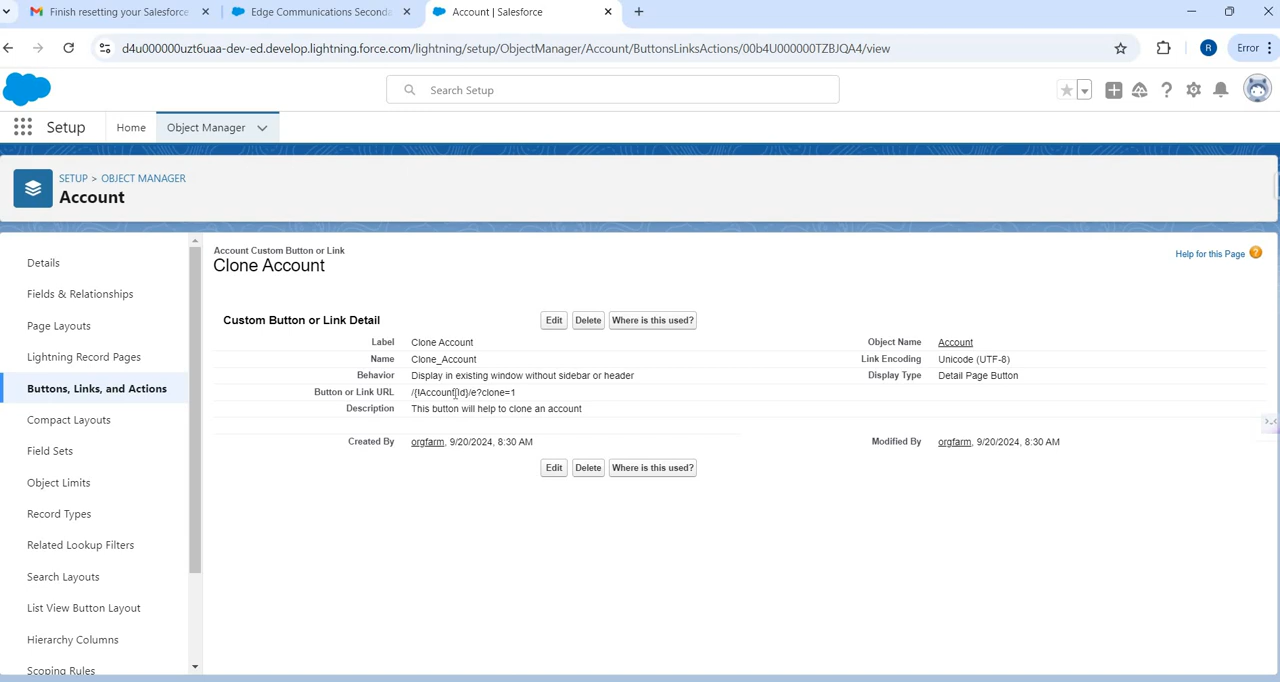 Finish resetting your Salesforce
Edge Communications Seconda
Account | Salesforce
d4u000000uzt6uaa-dev-ed.develop.lightning.force.com/lightning/setup/ObjectManager/Account/ButtonsLinksActions/00b4U000000TZBJQA4/view
R
Error
Search Setup
Setup
Home
Object Manager
SETUP > OBJECT MANAGER
Account
Details
Fields & Relationships
Page Layouts
Lightning Record Pages
Buttons, Links, and Actions
Compact Layouts
Field Sets
Object Limits
Record Types
Related Lookup Filters
Search Layouts
List View Button Layout
Hierarchy Columns
Scoping Rules
Account Custom Button or Link
Clone Account
Help for this Page
Custom Button or Link Detail
Edit Delete Where is this used?
Label Clone Account Object Name Account
Name Clone_Account Link Encoding Unicode (UTF-8)
Behavior Display in existing window without sidebar or header Display Type Detail Page Button
Button or Link URL /{!Account.Id}/e?clone=1
Description This button will help to clone an account
Created By orgfarm, 9/20/2024, 8:30 AM Modified By orgfarm, 9/20/2024, 8:30 AM
Edit Delete Where is this used?